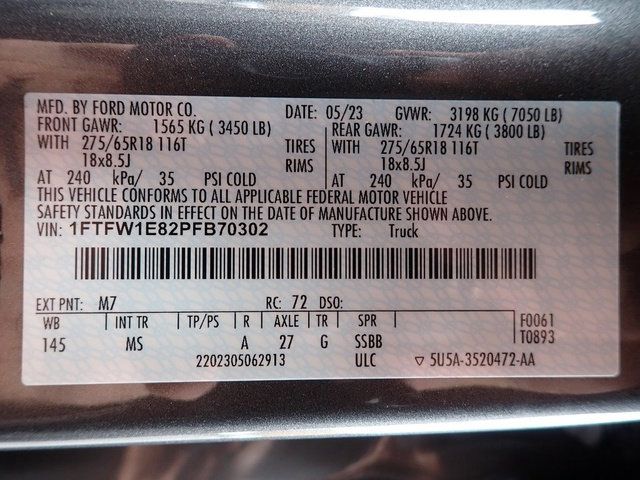 MFD. BY FORD MOTOR CO. DATE: 05/23 GVWR: 3198 KG ( 7050 LB)
FRONT GAWR: 1565 KG ( 3450 LB) REAR GAWR: 1724 KG ( 3800 LB)
WITH 275/65R18 116T TIRES WITH 275/65R18 116T TIRES
18x8.5J RIMS 18x8.5J RIMS
AT 240 kPa/ 35 PSI COLD AT 240 kPa/ 35 PSI COLD
THIS VEHICLE CONFORMS TO ALL APPLICABLE FEDERAL MOTOR VEHICLE
SAFETY STANDARDS IN EFFECT ON THE DATE OF MANUFACTURE SHOWN ABOVE.
VIN: 1FTFW1E82PFB70302 TYPE: Truck
EXT PNT: M7 RC: 72 DSO:
WB INT TR TP/PS R AXLE TR SPR F0061
145 MS A 27 G SSBB T0893
2202305062913 ULC ▽ 5U5A-3520472-AA